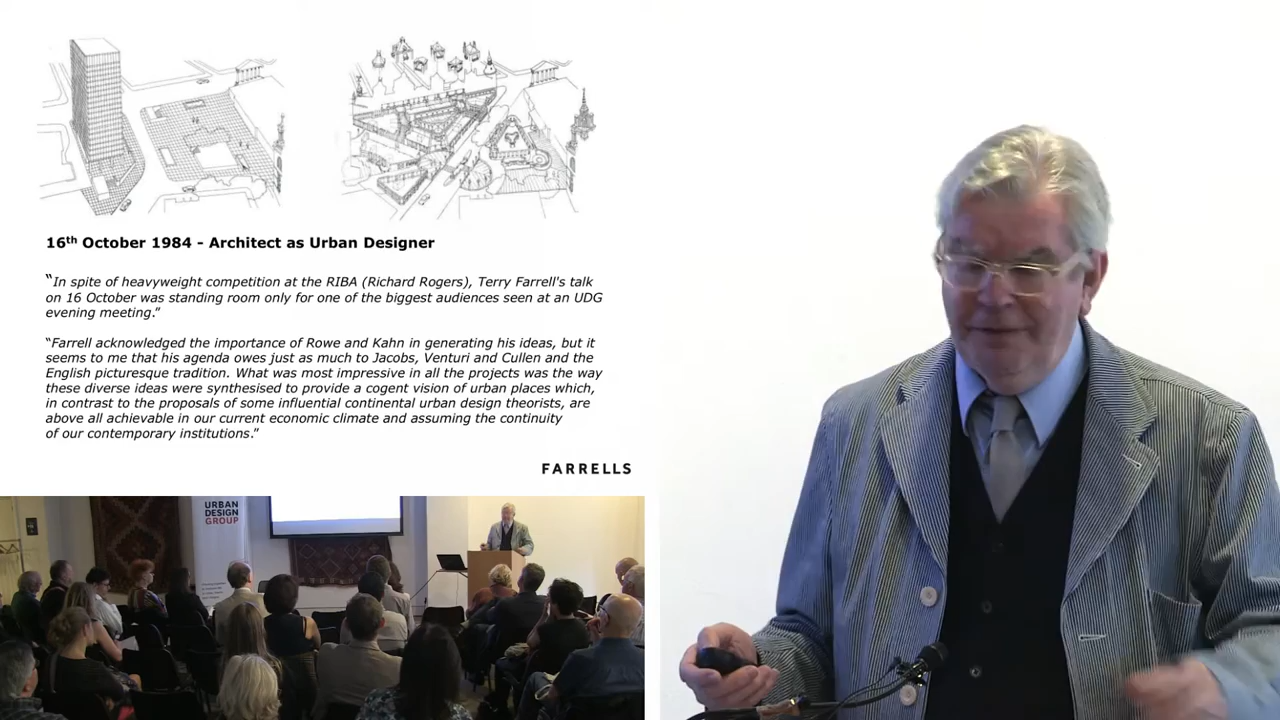 16th October 1984 - Architect as Urban Designer
“In spite of heavyweight competition at the RIBA (Richard Rogers), Terry Farrell's talk
on 16 October was standing room only for one of the biggest audiences seen at an UDG
evening meeting.”
“Farrell acknowledged the importance of Rowe and Kahn in generating his ideas, but it
seems to me that his agenda owes just as much to Jacobs, Venturi and Cullen and the
English picturesque tradition. What was most impressive in all the projects was the way
these diverse ideas were synthesised to provide a cogent vision of urban places which,
in contrast to the proposals of some influential continental urban design theorists, are
above all achievable in our current economic climate and assuming the continuity
of our contemporary institutions.”
FARRELLS
URBAN
DESIGN
GROUP